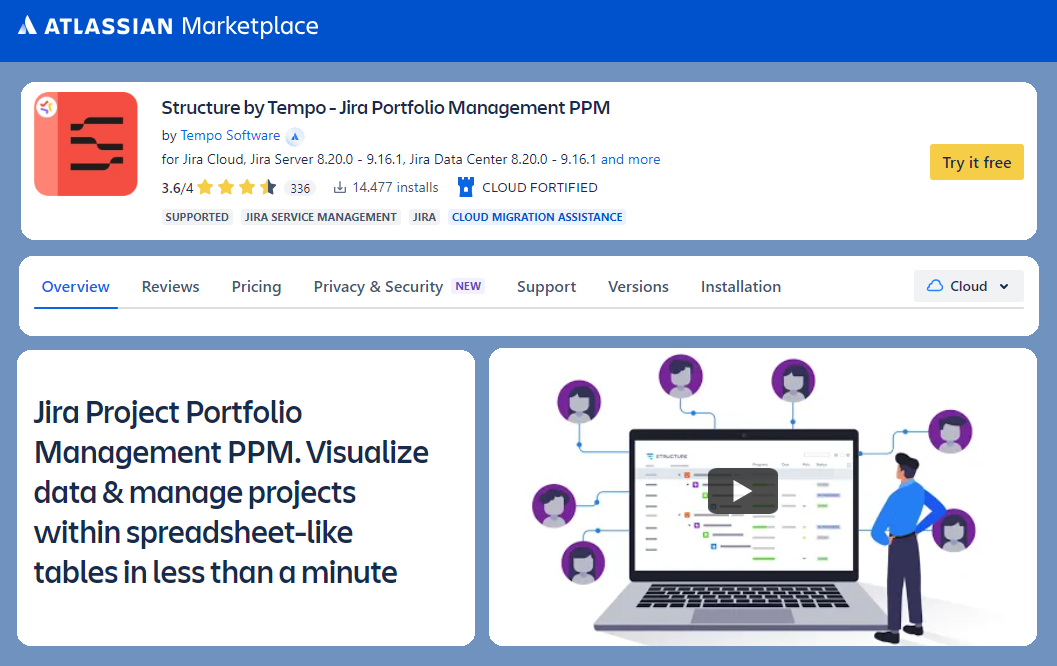 ATLASSIAN Marketplace
Structure by Tempo - Jira Portfolio Management PPM
by Tempo Software
for Jira Cloud, Jira Server 8.20.0 - 9.16.1, Jira Data Center 8.20.0 - 9.16.1 and more
3.6/4 336 14.477 installs CLOUD FORTIFIED
SUPPORTED JIRA SERVICE MANAGEMENT JIRA CLOUD MIGRATION ASSISTANCE
Try it free
Overview Reviews Pricing Privacy & Security NEW Support Versions Installation Cloud
Jira Project Portfolio
Management PPM. Visualize
data & manage projects
within spreadsheet-like
tables in less than a minute
STRUCTURE
Progress Status